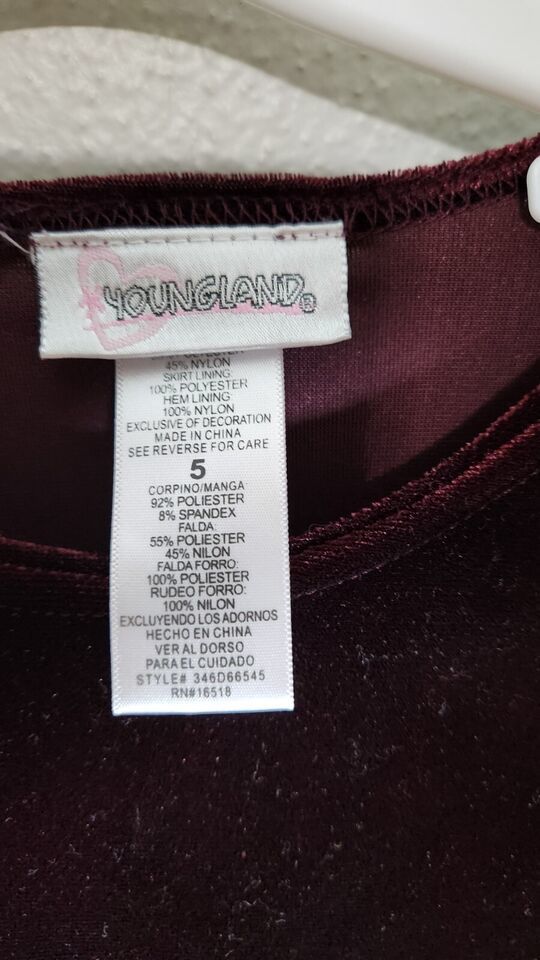 YOUNGLAND®
45% NYLON
SKIRT LINING:
100% POLYESTER
HEM LINING:
100% NYLON
EXCLUSIVE OF DECORATION
MADE IN CHINA
SEE REVERSE FOR CARE
5
CORPINO/MANGA
92% POLIESTER
8% SPANDEX
FALDA:
55% POLIESTER
45% NILON
FALDA FORRO:
100% POLIESTER
RUDEO FORRO:
100% NILON
EXCLUYENDO LOS ADORNOS
HECHO EN CHINA
VER AL DORSO
PARA EL CUIDADO
STYLE# 346D66545
RN#16518